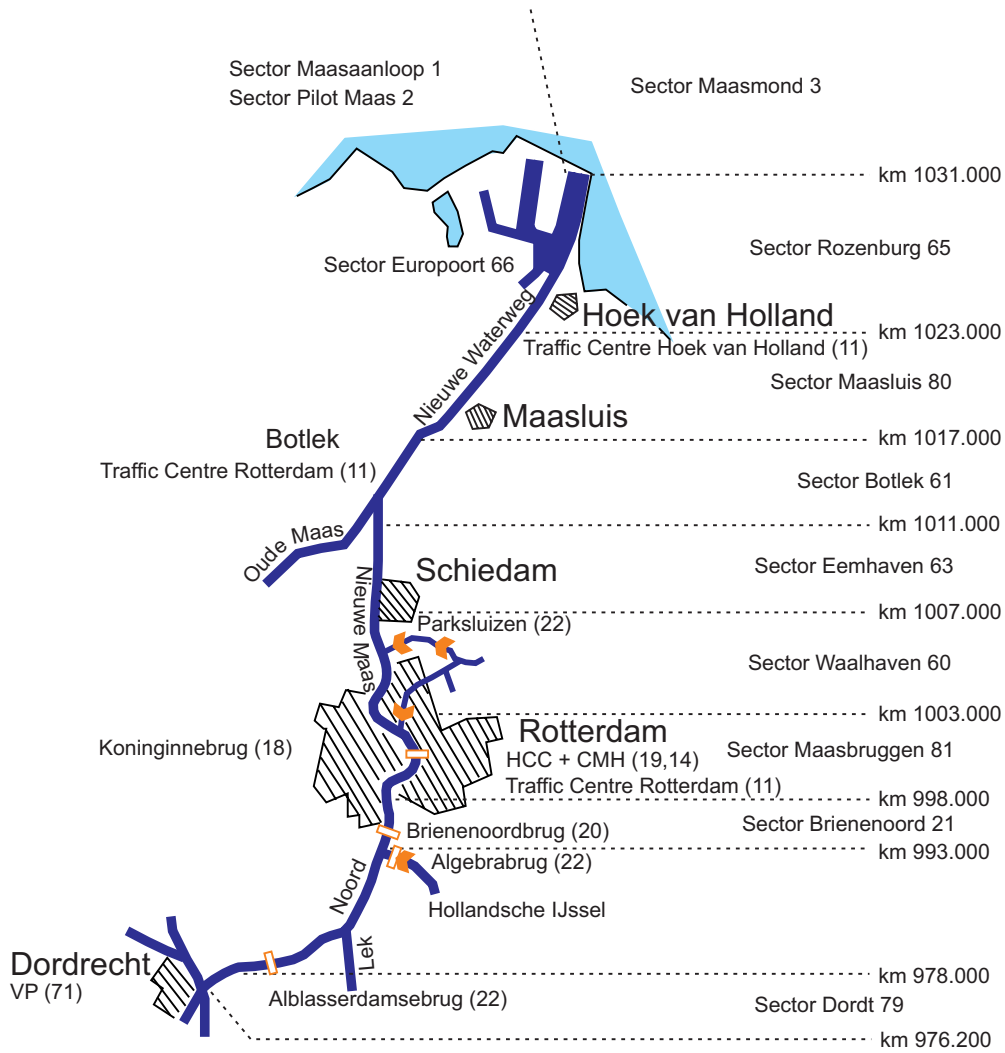 Sector Maasaanloop 1
Sector Pilot Maas 2
Sector Maasmond 3
km 1031.000
Sector Rozenburg 65
Sector Europoort 66
Hoek van Holland
km 1023.000
Traffic Centre Hoek van Holland (11)
Nieuwe Waterweg
Sector Maasluis 80
Maasluis
Botlek
km 1017.000
Traffic Centre Rotterdam (11)
Sector Botlek 61
km 1011.000
Oude Maas
Sector Eemhaven 63
Schiedam
Nieuwe Maas
km 1007.000
Parksluizen (22)
Sector Waalhaven 60
km 1003.000
Rotterdam
Koninginnebrug (18)
Sector Maasbruggen 81
HCC + CMH (19,14)
Traffic Centre Rotterdam (11)
km 998.000
Sector Brienenoord 21
Brienenoordbrug (20)
km 993.000
Algebrabrug (22)
Noord
Hollandsche IJssel
Lek
Dordrecht
km 978.000
VP (71)
Alblasserdamsebrug (22)
Sector Dordt 79
km 976.200